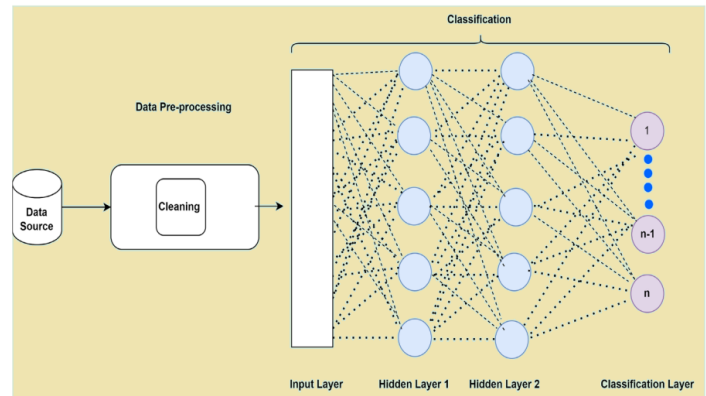 Classification
Data Pre-processing
Data
Source
Cleaning
1
n-1
n
Input Layer
Hidden Layer 1
Hidden Layer 2
Classification Layer